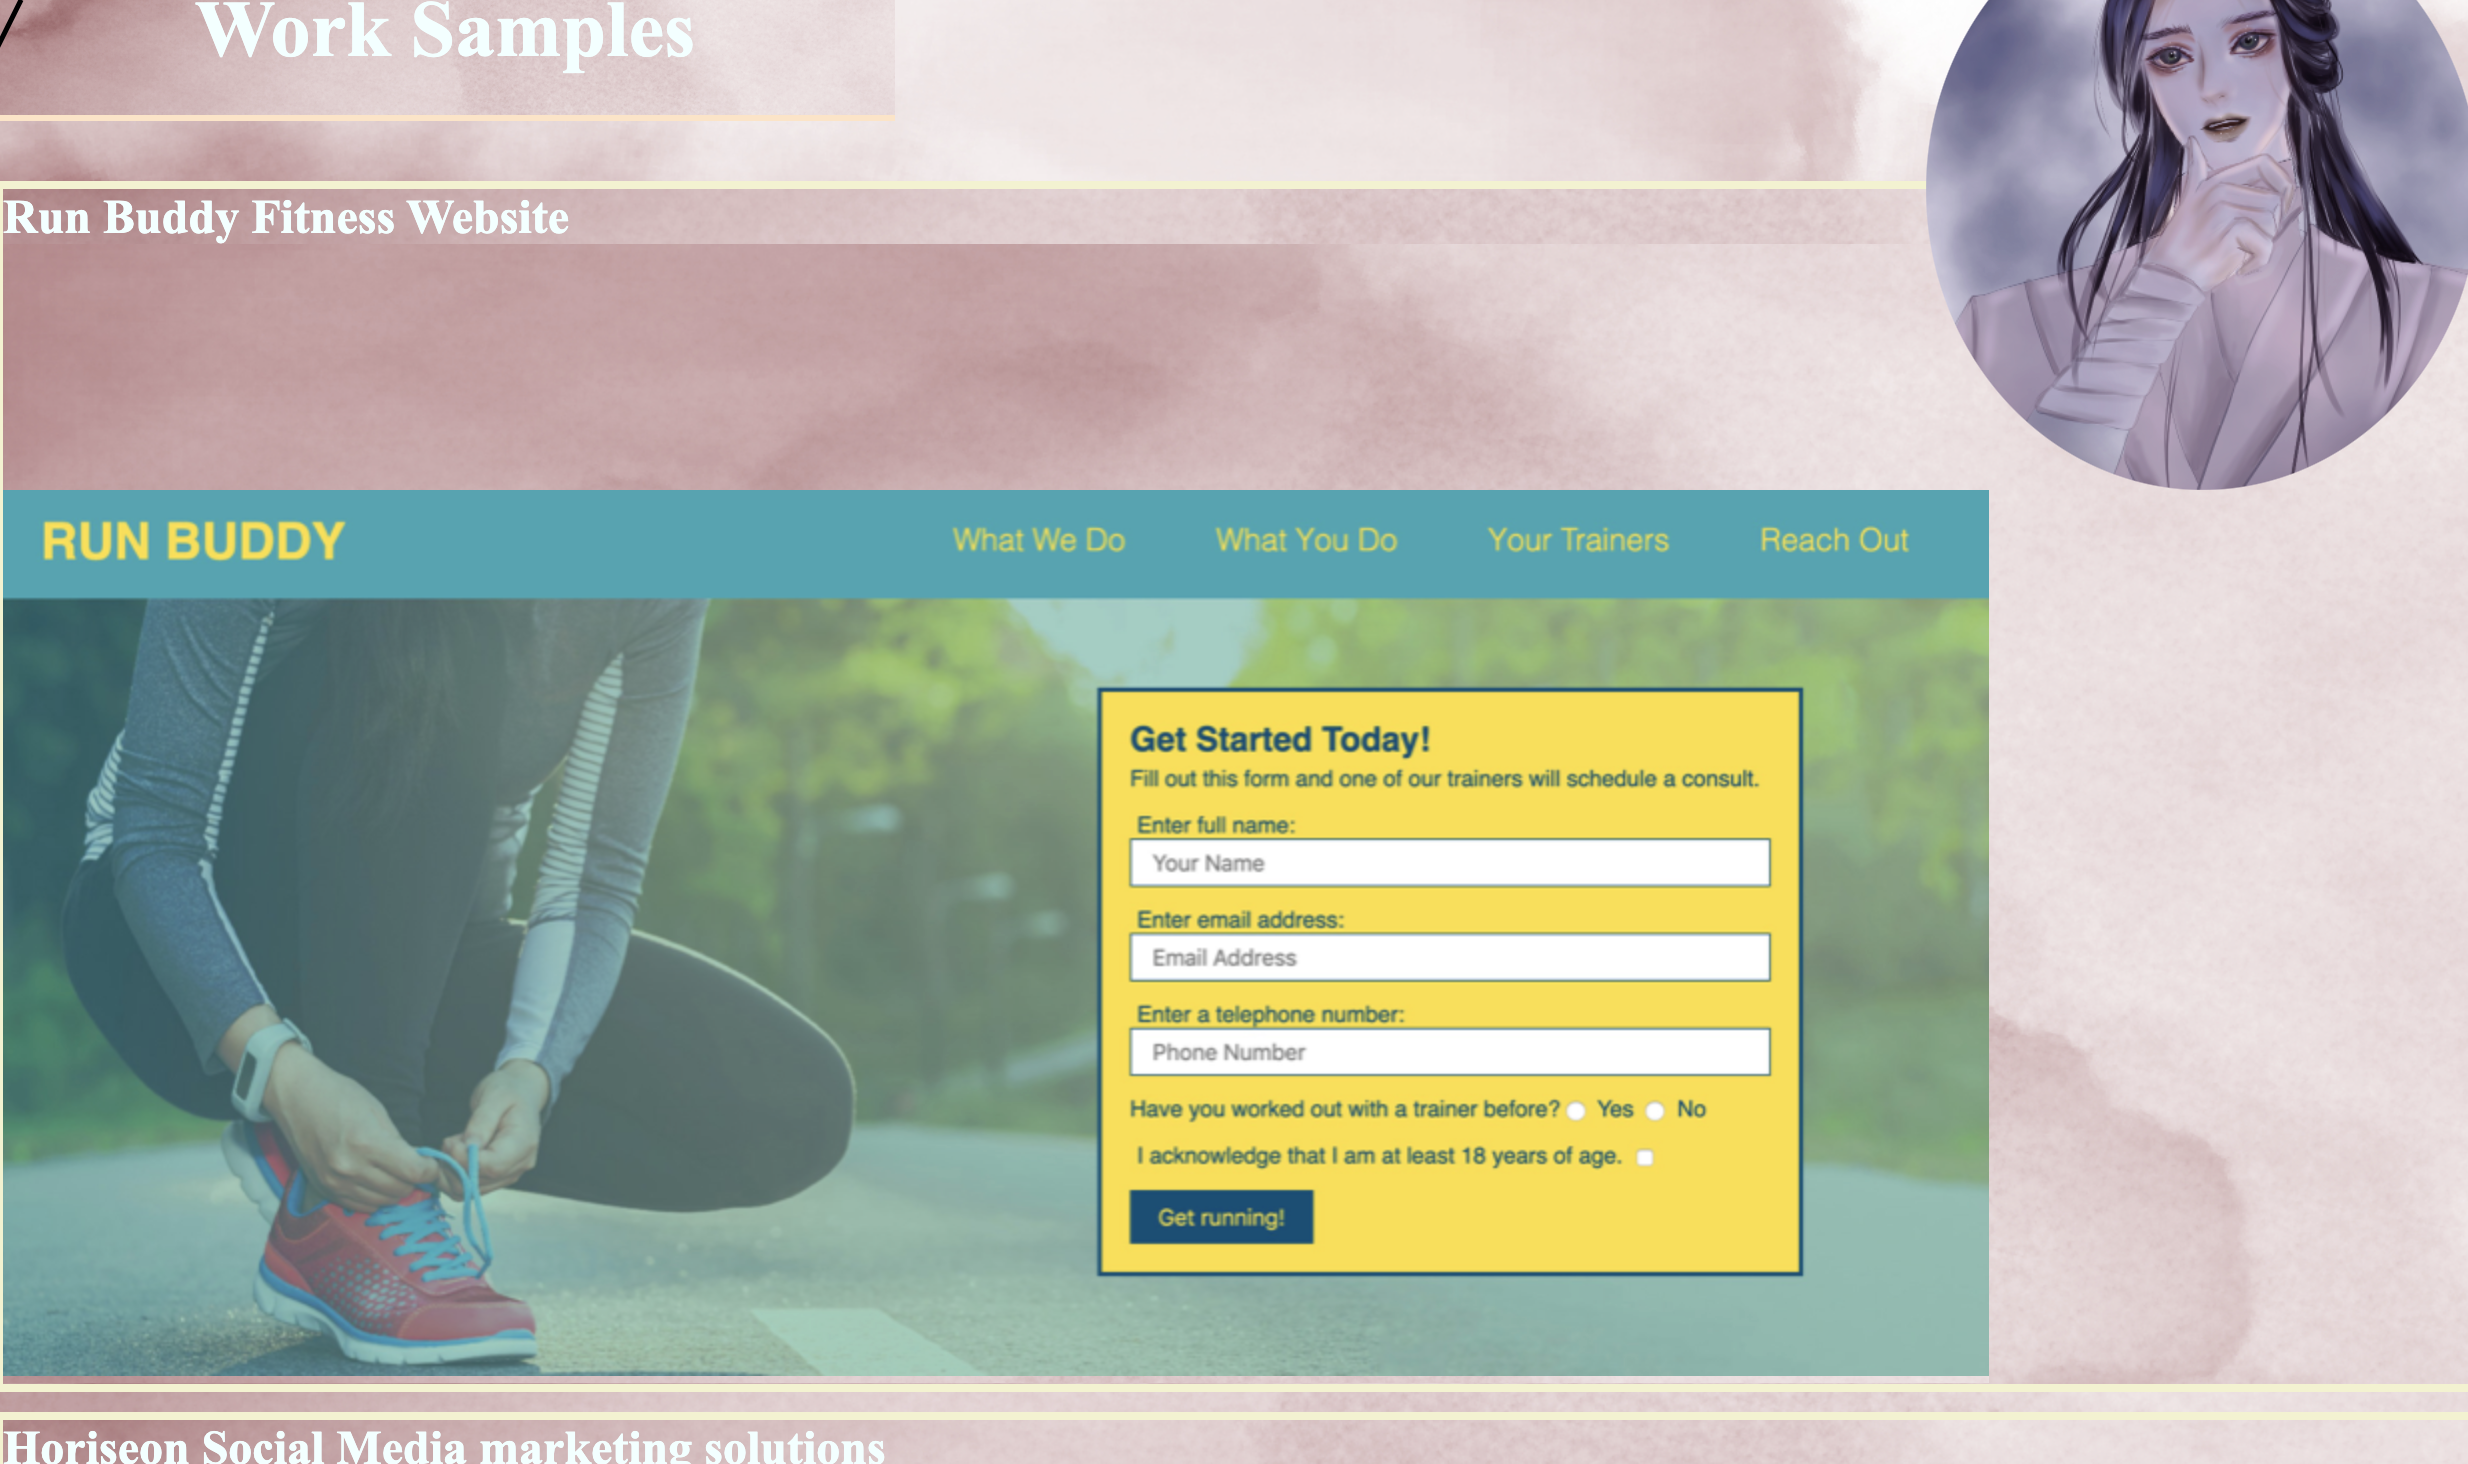 Work Samples
Run Buddy Fitness Website
RUN BUDDY
What We Do
What You Do
Your Trainers
Reach Out
Get Started Today!
Fill out this form and one of our trainers will schedule a consult.
Enter full name:
Your Name
Enter email address:
Email Address
Enter a telephone number:
Phone Number
Have you worked out with a trainer before? Yes No
I acknowledge that I am at least 18 years of age.
Get running!
Horiseon Social Media marketing solutions